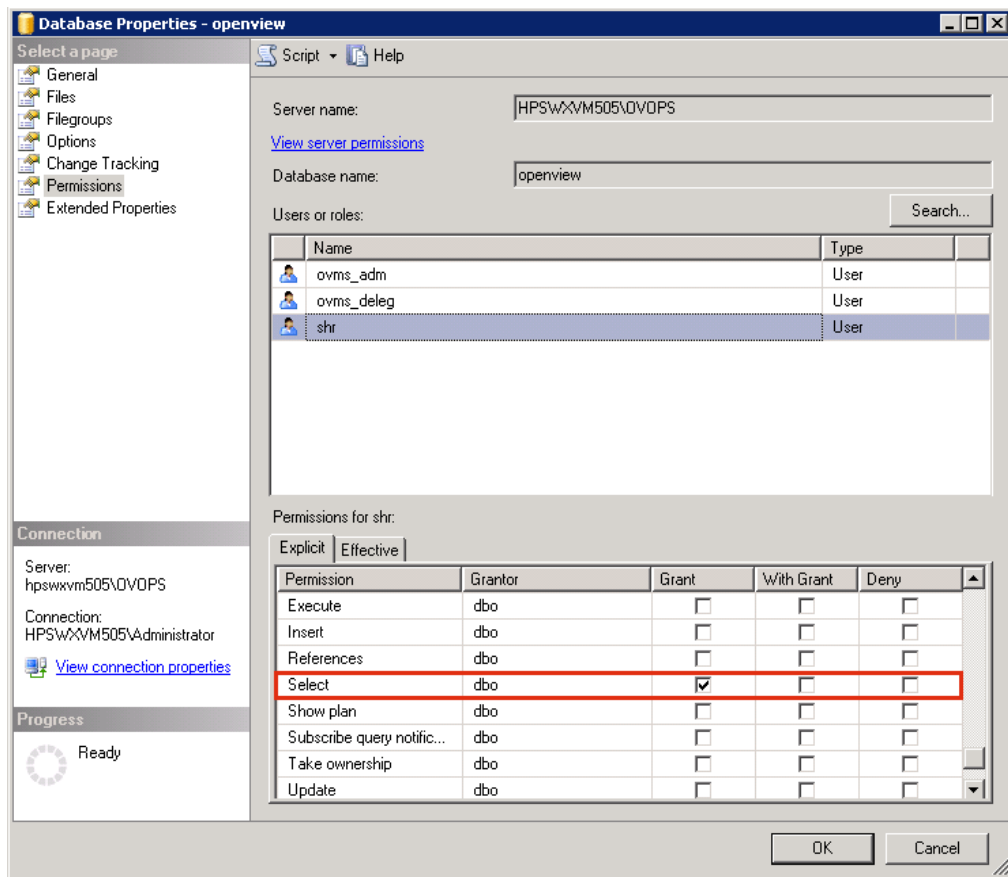 Database Properties - openview
Select a page
General
Files
Filegroups
Options
Change Tracking
Permissions
Extended Properties
Script Help
Server name: HPSWXVM505\OVOPS
View server permissions
Database name: openview
Users or roles: Search...
Name Type
ovms_adm User
ovms_deleg User
shr User
Permissions for shr:
Explicit Effective
Permission Grantor Grant With Grant Deny
Execute dbo
Insert dbo
References dbo
Select dbo
Show plan dbo
Subscribe query notific... dbo
Take ownership dbo
Update dbo
Connection
Server:
hpswxvm505\OVOPS
Connection:
HPSWXVM505\Administrator
View connection properties
Progress
Ready
OK Cancel